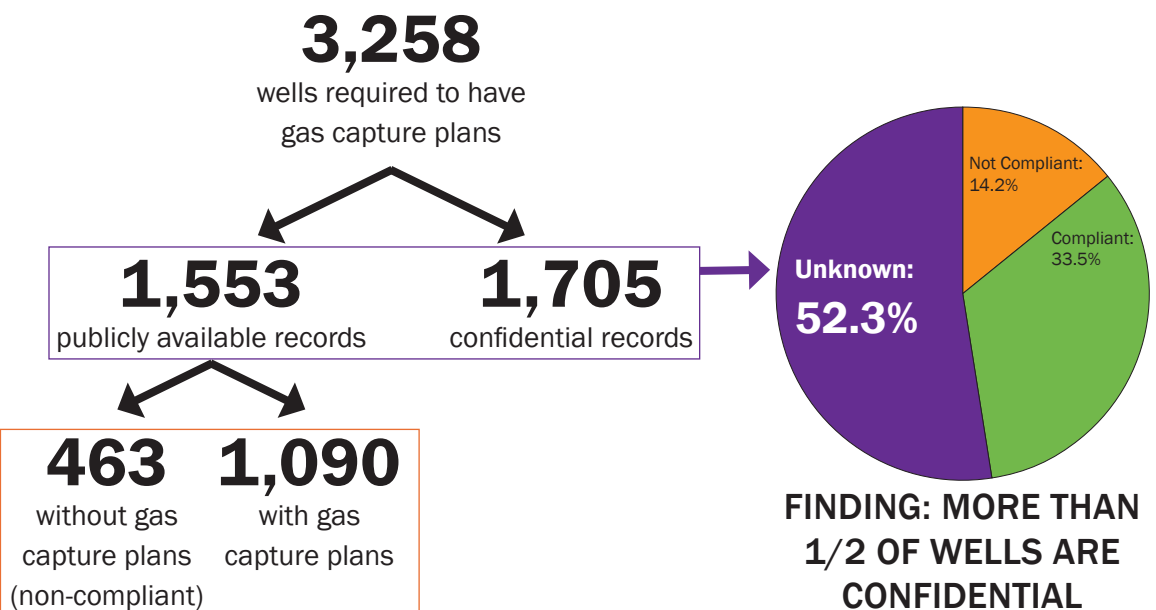 3,258
wells required to have
gas capture plans
1,553
publicly available records
1,705
confidential records
463
without gas
capture plans
(non-compliant)
1,090
with gas
capture plans
Not Compliant:
14.2%
Compliant:
33.5%
Unknown:
52.3%
FINDING: MORE THAN
1/2 OF WELLS ARE
CONFIDENTIAL